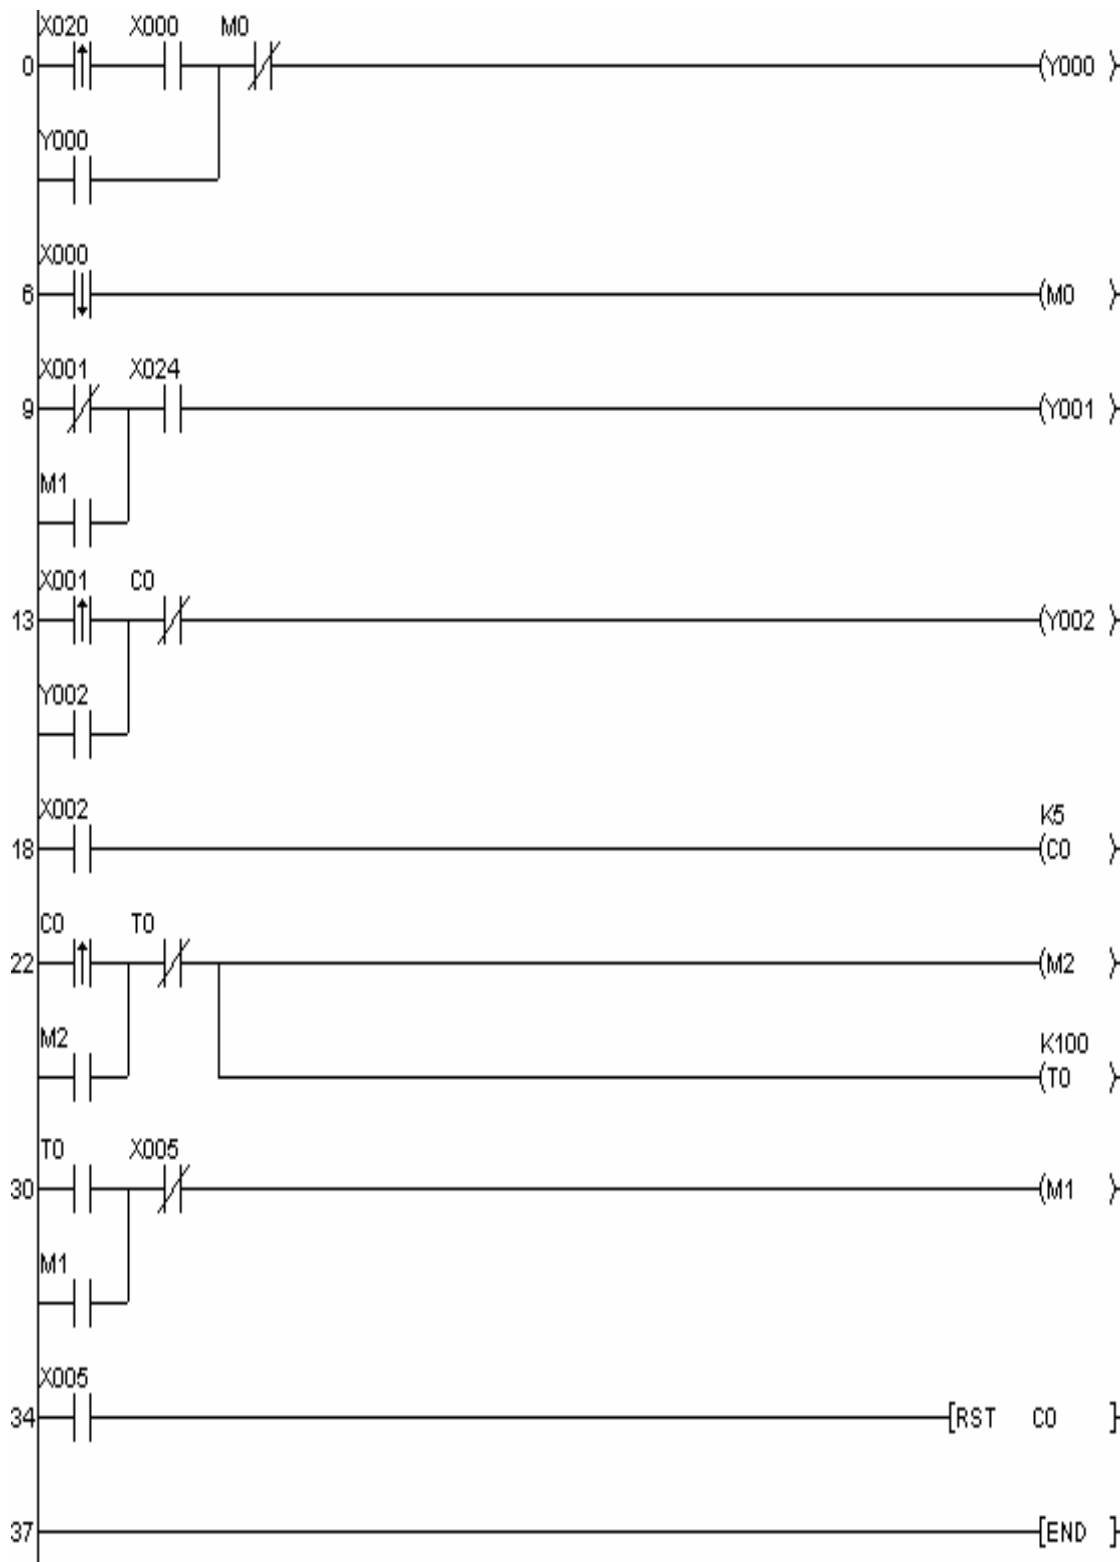 X020 X000 M0
0 (Y000 )
Y000
X000
6 (M0 )
X001 X024
9 (Y001 )
M1
X001 C0
13 (Y002 )
Y002
X002 K5
18 (C0 )
C0 T0
22 (M2 )
M2 K100
(T0 )
T0 X005
30 (M1 )
M1
X005
34 [RST C0 ]
37 [END ]